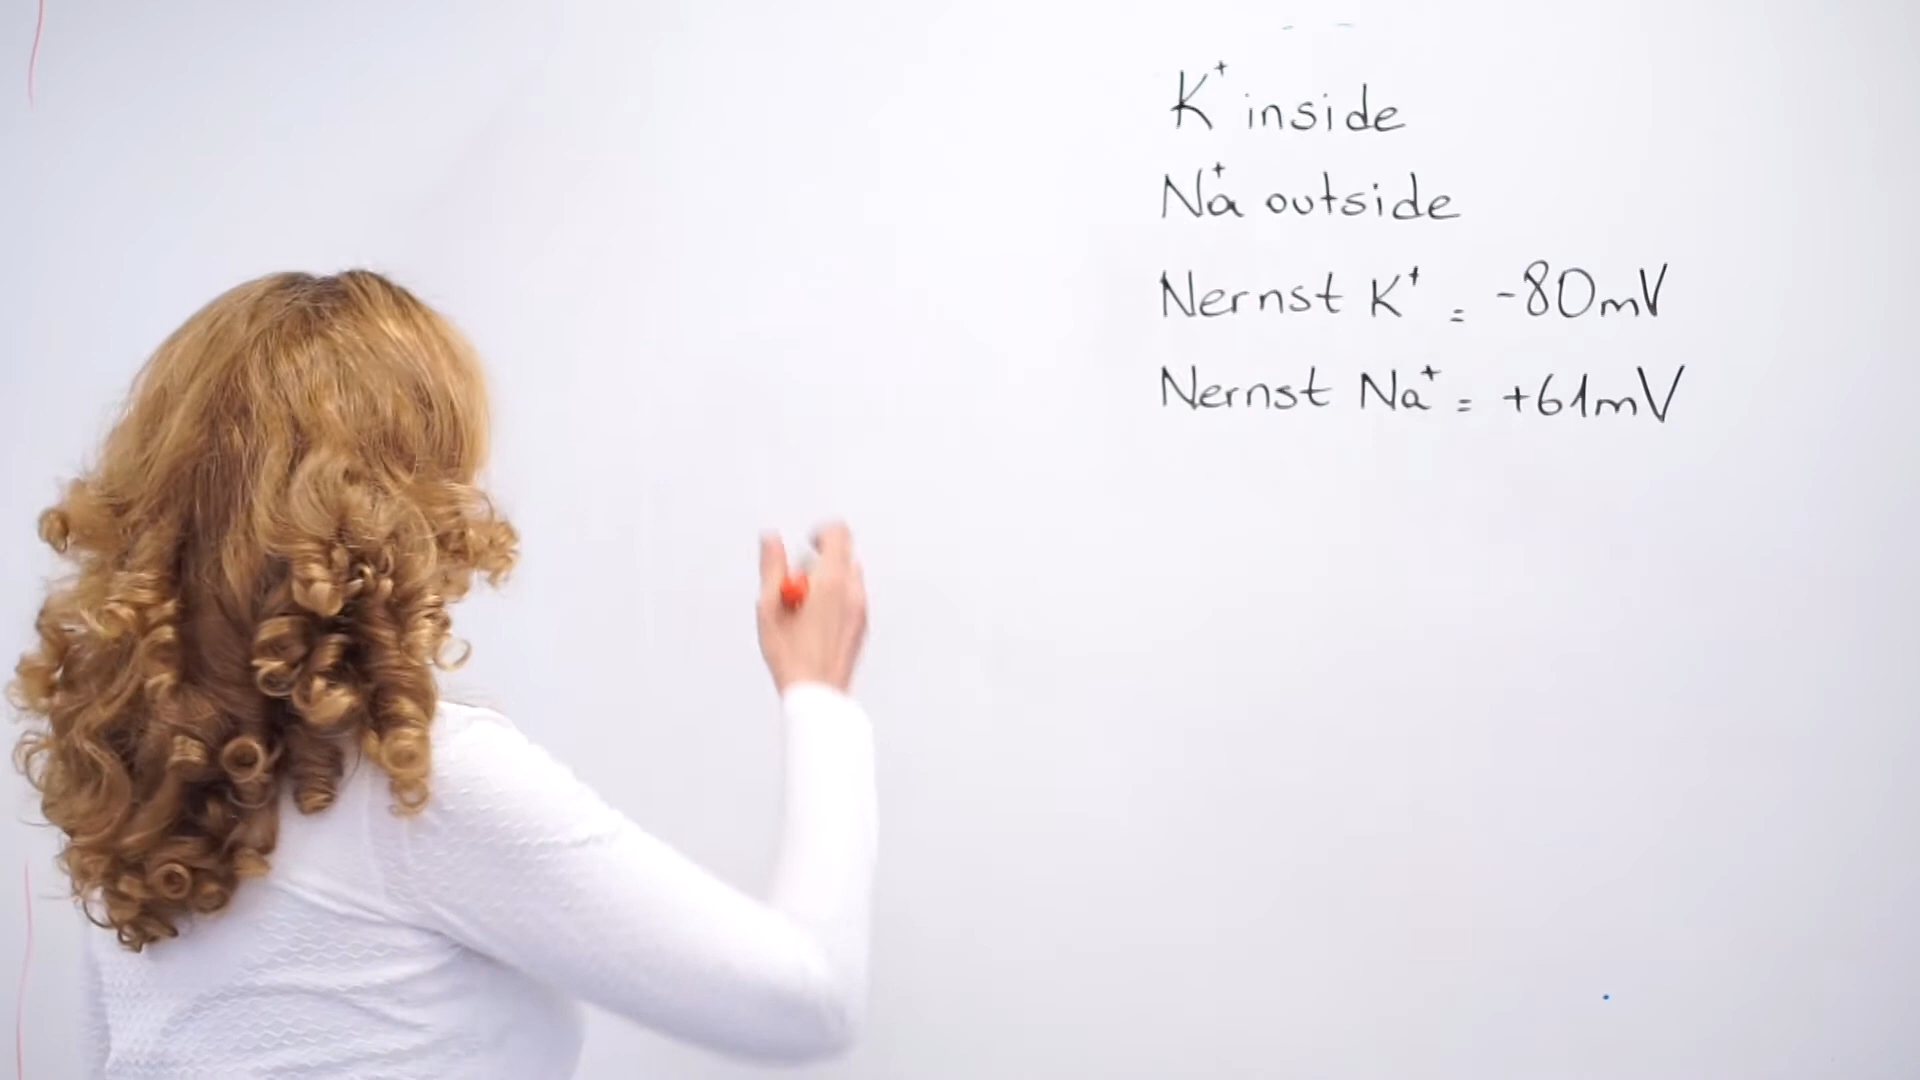 K⁺ inside
Na⁺ outside
Nernst K⁺ = -80mV
Nernst Na⁺ = +61mV